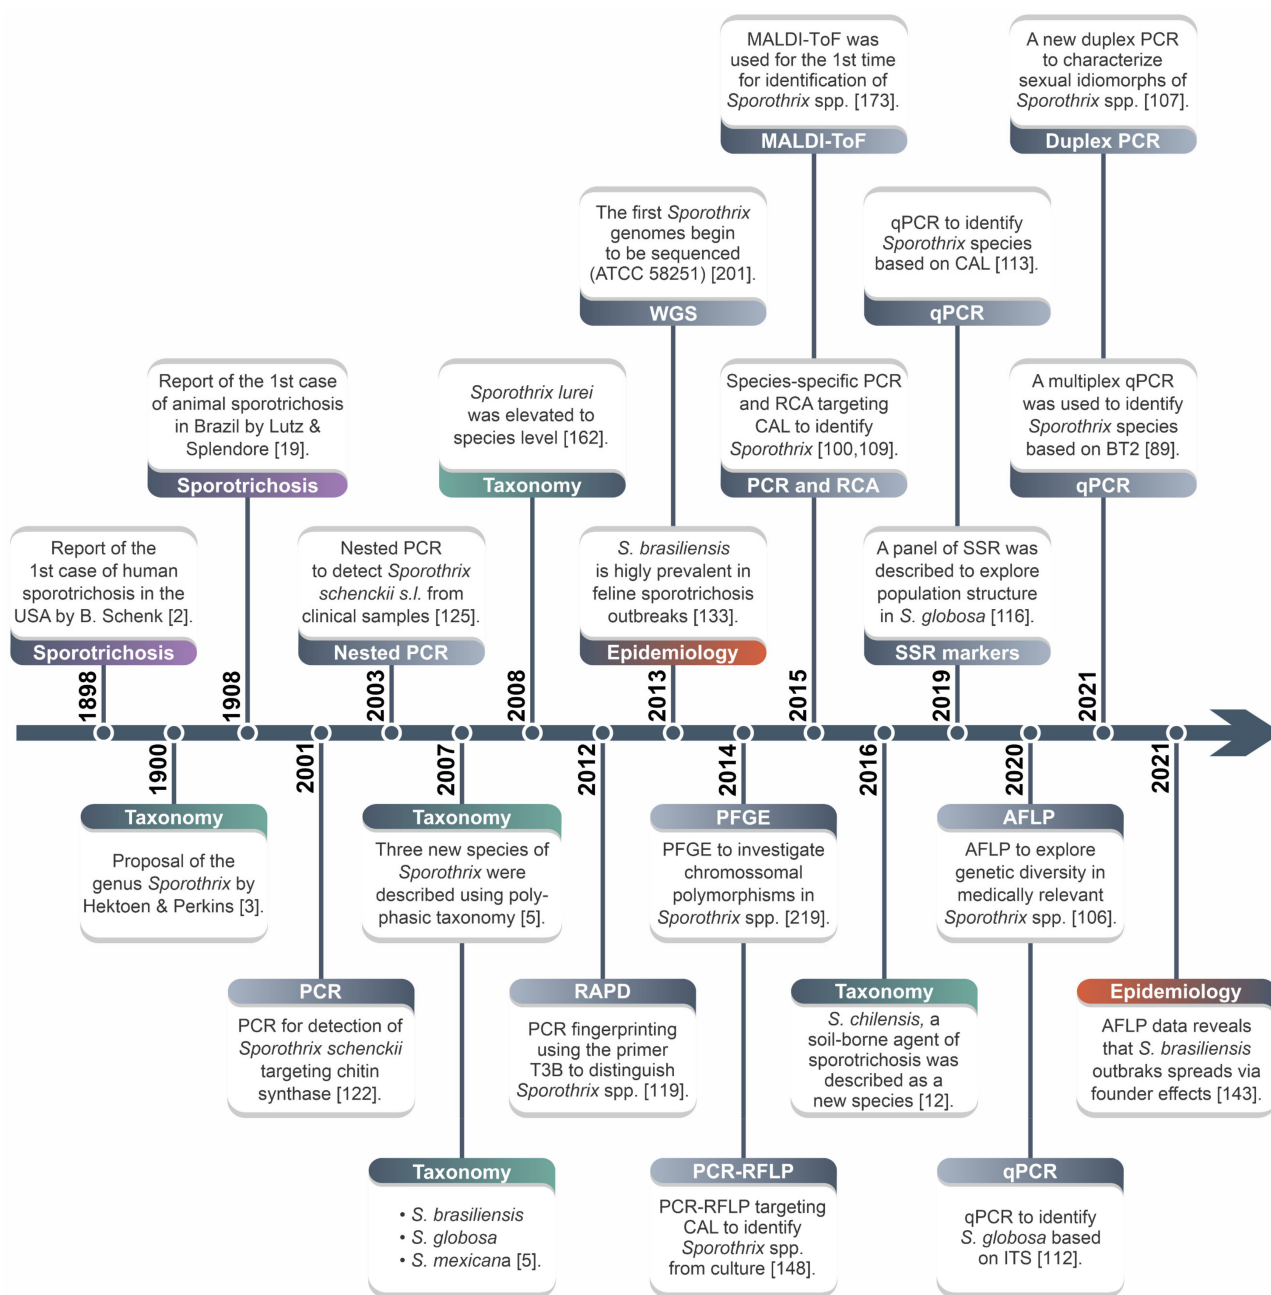 MALDI-ToF was
used for the 1st time
for identification of
Sporothrix spp. [173].
MALDI-ToF
A new duplex PCR
to characterize
sexual idiomorphs of
Sporothrix spp. [107].
Duplex PCR
The first Sporothrix
genomes begin
to be sequenced
(ATCC 58251) [201].
WGS
qPCR to identify
Sporothrix species
based on CAL [113].
qPCR
Report of the 1st case
of animal sporotrichosis
in Brazil by Lutz &
Splendore [19].
Sporotrichosis
Sporothrix lurei
was elevated to
species level [162].
Taxonomy
Species-specific PCR
and RCA targeting
CAL to identify
Sporothrix [100,109].
PCR and RCA
A multiplex qPCR
was used to identify
Sporothrix species
based on BT2 [89].
qPCR
Report of the
1st case of human
sporotrichosis in the
USA by B. Schenk [2].
Sporotrichosis
Nested PCR
to detect Sporothrix
schenckii s.l. from
clinical samples [125].
Nested PCR
S. brasiliensis
is higly prevalent in
feline sporotrichosis
outbreaks [133].
Epidemiology
A panel of SSR was
described to explore
population structure
in S. globosa [116].
SSR markers
1898
1908
2003
2008
2013
2015
2019
2021
1900
2001
2007
2012
2014
2016
2020
2021
Taxonomy
Proposal of the
genus Sporothrix by
Hektoen & Perkins [3].
Taxonomy
Three new species of
Sporothrix were
described using poly-
phasic taxonomy [5].
PFGE
PFGE to investigate
chromossomal
polymorphisms in
Sporothrix spp. [219].
AFLP
AFLP to explore
genetic diversity in
medically relevant
Sporothrix spp. [106].
PCR
PCR for detection of
Sporothrix schenckii
targeting chitin
synthase [122].
RAPD
PCR fingerprinting
using the primer
T3B to distinguish
Sporothrix spp. [119].
Taxonomy
S. chilensis, a
soil-borne agent of
sporotrichosis was
described as a
new species [12].
Epidemiology
AFLP data reveals
that S. brasiliensis
outbraks spreads via
founder effects [143].
Taxonomy
• S. brasiliensis
• S. globosa
• S. mexicana [5].
PCR-RFLP
PCR-RFLP targeting
CAL to identify
Sporothrix spp.
from culture [148].
qPCR
qPCR to identify
S. globosa based
on ITS [112].